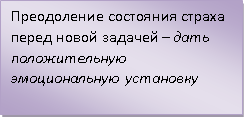 Преодоление состояния страха
перед новой задачей – дать
положительную
эмоциональную установку